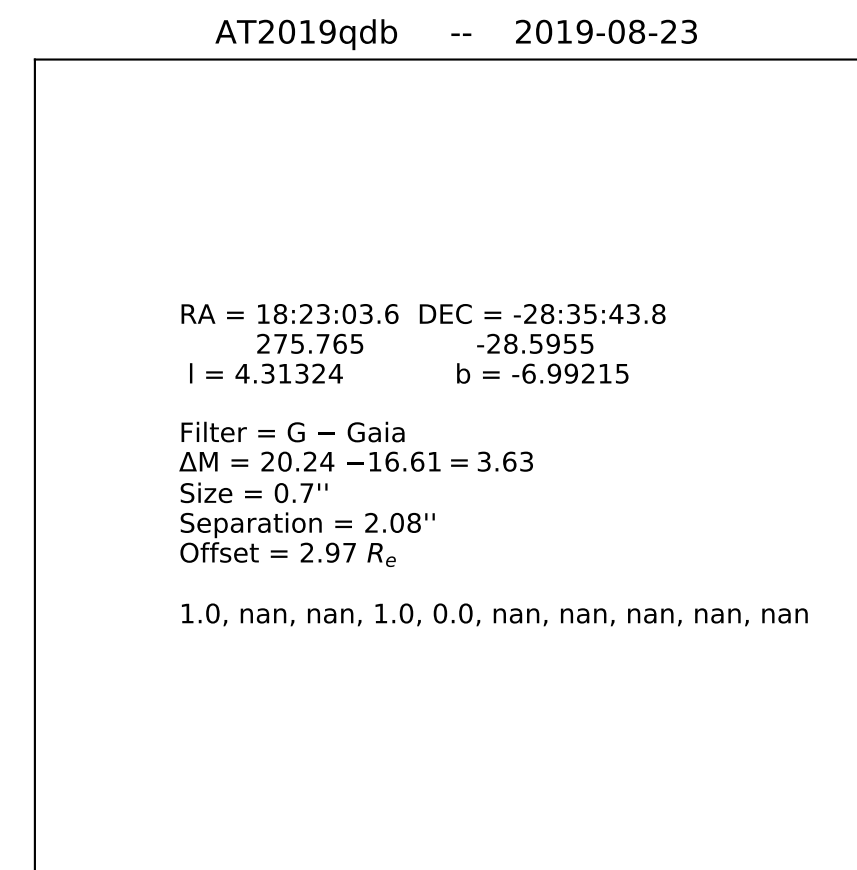 AT2019qdb -- 2019-08-23
RA = 18:23:03.6 DEC = -28:35:43.8
275.765 -28.5955
l = 4.31324 b = -6.99215
Filter = G − Gaia
ΔM = 20.24 −16.61 = 3.63
Size = 0.7''
Separation = 2.08''
Offset = 2.97 Rₑ
1.0, nan, nan, 1.0, 0.0, nan, nan, nan, nan, nan